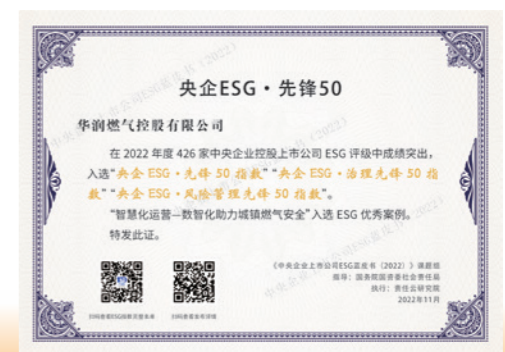 央企ESG·先锋50
华润燃气控股有限公司
在 2022 年度 426 家中央企业控股上市公司 ESG 评级中成绩突出，
入选“央企 ESG·先锋 50 指数”“央企 ESG·治理先锋 50 指
数”“央企 ESG·风险管理先锋 50 指数”。
“智慧化运营—数智化助力城镇燃气安全”入选 ESG 优秀案例。
特发此证。
《中央企业上市公司ESG蓝皮书（2022）》课题组
指导：国务院国资委社会责任局
执行：责任云研究院
2022年11月